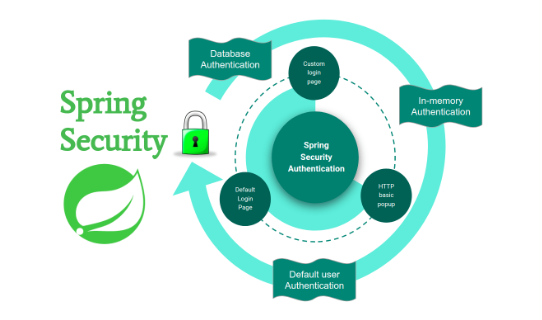 Spring
Security
Database
Authentication
Custom
login
page
In-memory
Authentication
Spring
Security
Authentication
Default
Login
Page
HTTP
basic
popup
Default user
Authentication